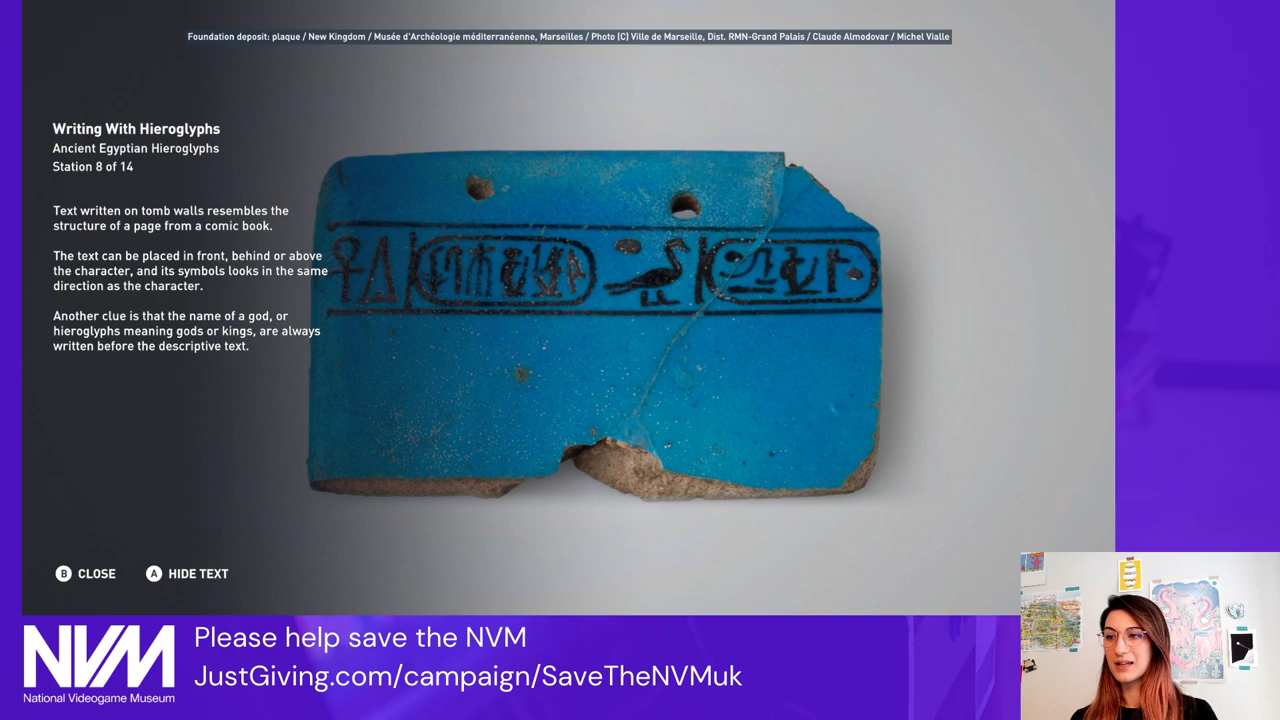 Foundation deposit: plaque / New Kingdom / Musée d'Archéologie méditerranéenne, Marseilles / Photo (C) Ville de Marseille, Dist. RMN-Grand Palais / Claude Almodovar / Michel Vialle
Writing With Hieroglyphs
Ancient Egyptian Hieroglyphs
Station 8 of 14
Text written on tomb walls resembles the
structure of a page from a comic book.
The text can be placed in front, behind or above
the character, and its symbols looks in the same
direction as the character.
Another clue is that the name of a god, or
hieroglyphs meaning gods or kings, are always
written before the descriptive text.
B CLOSE A HIDE TEXT
NVM
National Videogame Museum
Please help save the NVM
JustGiving.com/campaign/SaveTheNVMuk